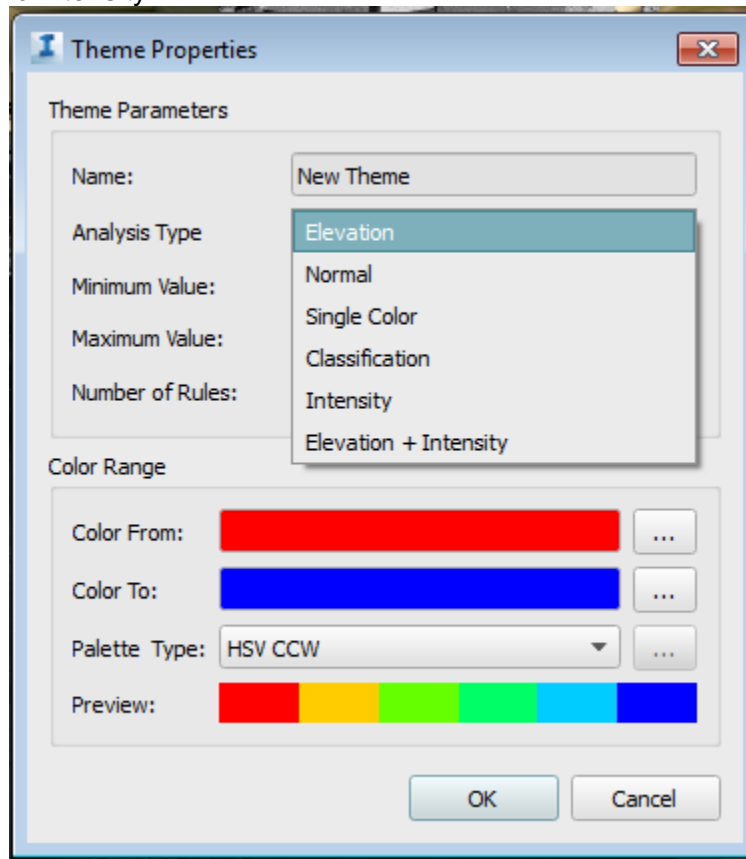 Theme Properties
Theme Parameters
Name: New Theme
Analysis Type Elevation
Normal
Minimum Value:
Single Color
Maximum Value:
Classification
Number of Rules: Intensity
Elevation + Intensity
Color Range
Color From: ...
Color To: ...
Palette Type: HSV CCW ...
Preview:
OK Cancel